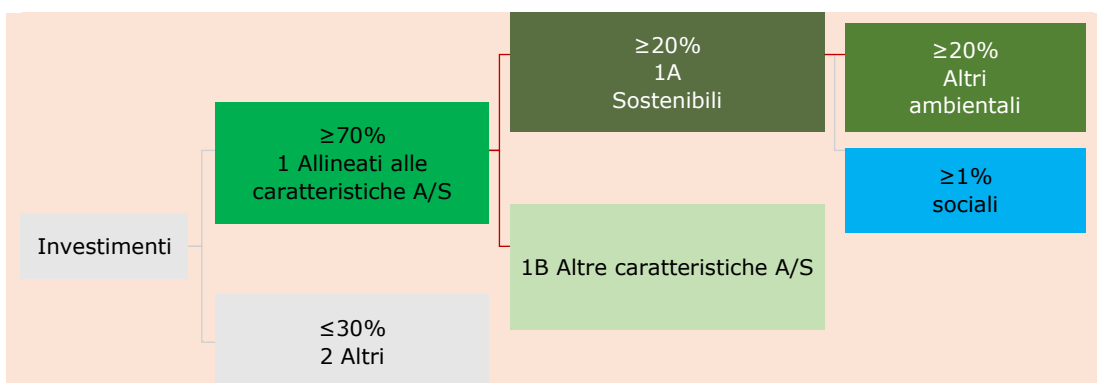 Investimenti
≥70%
1 Allineati alle
caratteristiche A/S
≤30%
2 Altri
≥20%
1A
Sostenibili
1B Altre caratteristiche A/S
≥20%
Altri
ambientali
≥1%
sociali